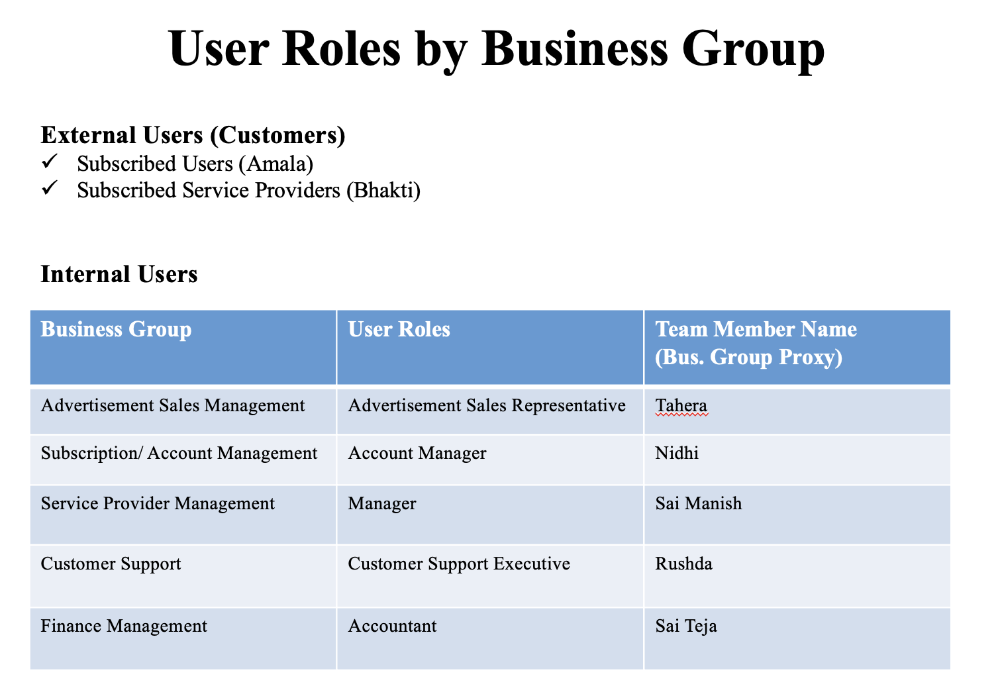 User Roles by Business Group
External Users (Customers)
✓ Subscribed Users (Amala)
✓ Subscribed Service Providers (Bhakti)
Internal Users
Business Group User Roles Team Member Name
(Bus. Group Proxy)
Advertisement Sales Management Advertisement Sales Representative Tahera
Subscription/ Account Management Account Manager Nidhi
Service Provider Management Manager Sai Manish
Customer Support Customer Support Executive Rushda
Finance Management Accountant Sai Teja